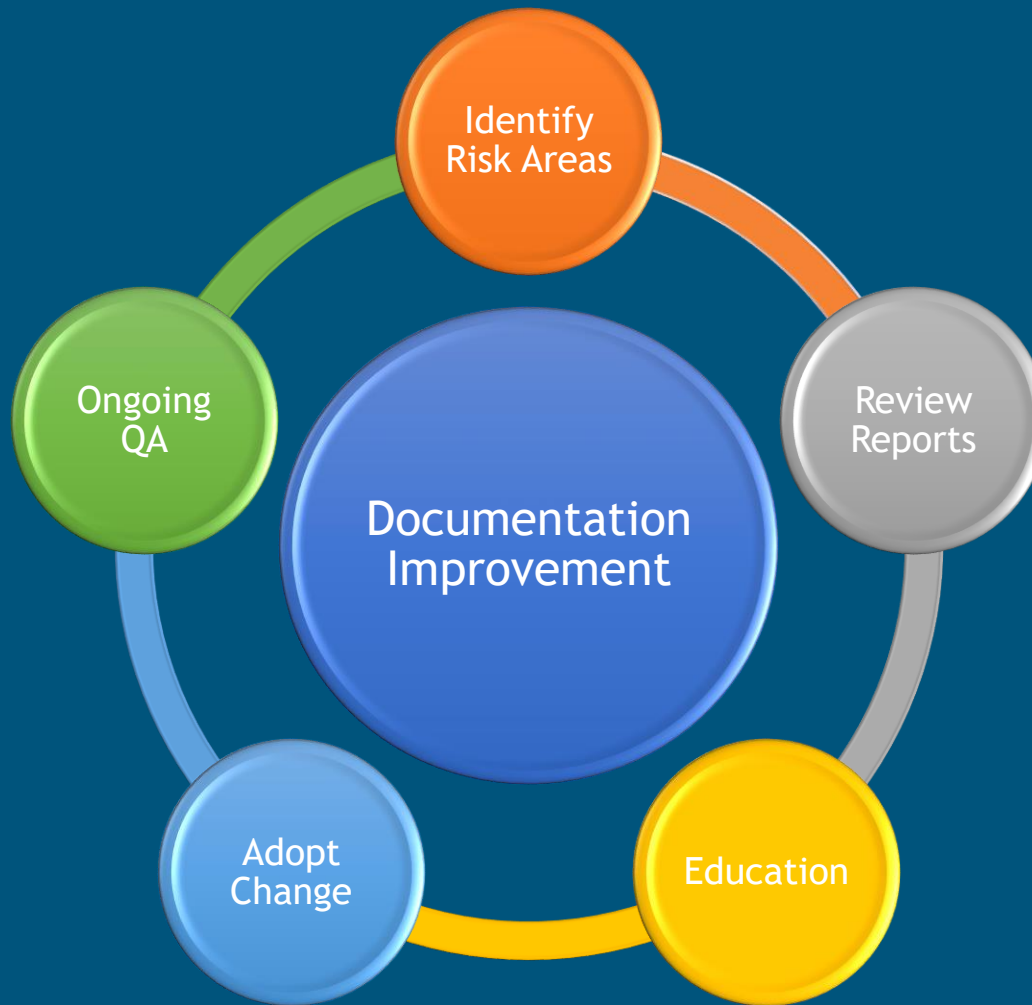 Identify
Risk Areas
Review
Reports
Education
Adopt
Change
Ongoing
QA
Documentation
Improvement